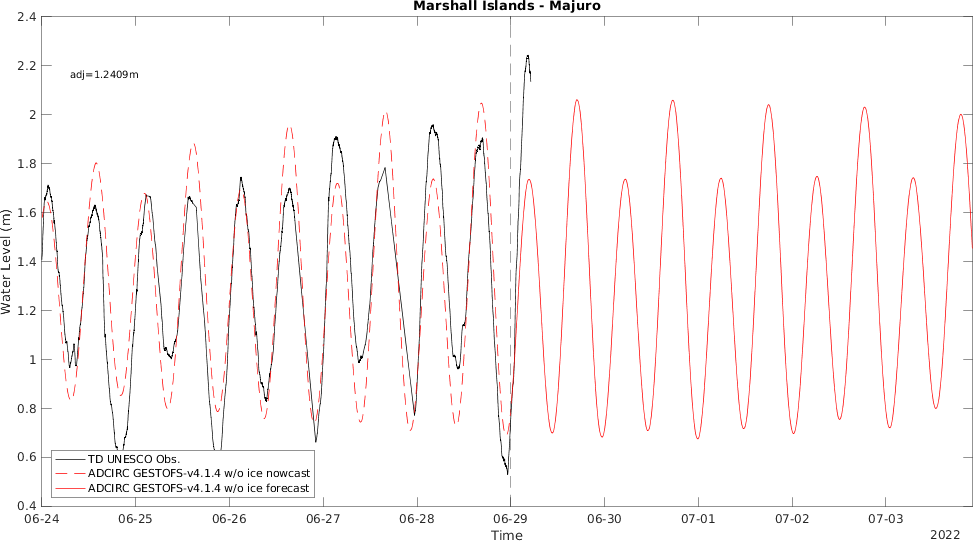 Marshall Islands - Majuro
2.4
2.2
2
1.8
1.6
1.4
1.2
1
0.8
0.6
0.4
Water Level (m)
adj=1.2409m
TD UNESCO Obs.
ADCIRC GESTOFS-v4.1.4 w/o ice nowcast
ADCIRC GESTOFS-v4.1.4 w/o ice forecast
06-24 06-25 06-26 06-27 06-28 06-29 06-30 07-01 07-02 07-03
Time
2022